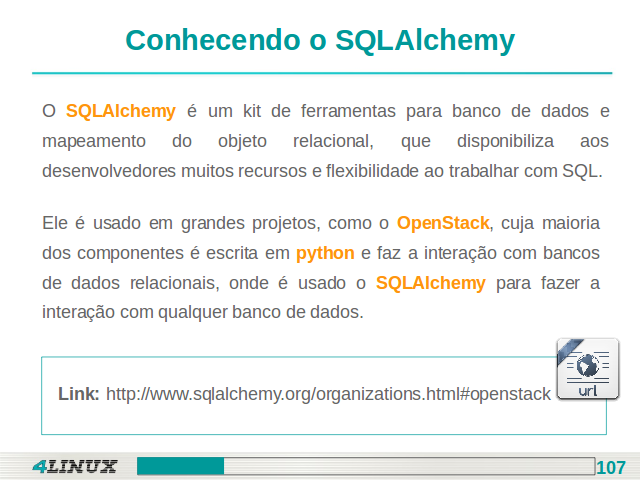 Conhecendo o SQLAlchemy
O SQLAlchemy é um kit de ferramentas para banco de dados e
mapeamento do objeto relacional, que disponibiliza aos
desenvolvedores muitos recursos e flexibilidade ao trabalhar com SQL.
Ele é usado em grandes projetos, como o OpenStack, cuja maioria
dos componentes é escrita em python e faz a interação com bancos
de dados relacionais, onde é usado o SQLAlchemy para fazer a
interação com qualquer banco de dados.
Link: http://www.sqlalchemy.org/organizations.html#openstack
url
4LINUX
107